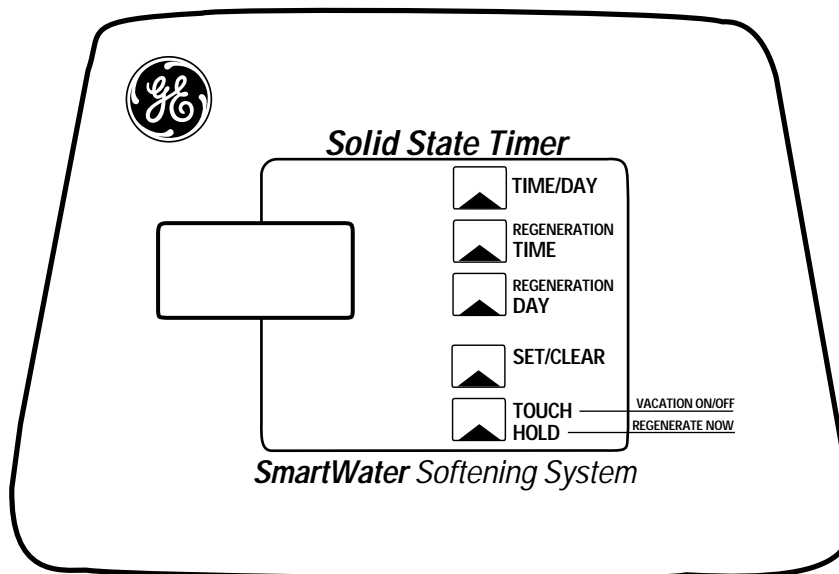 GE
Solid State Timer
TIME/DAY
REGENERATION
TIME
REGENERATION
DAY
SET/CLEAR
TOUCH
VACATION ON/OFF
HOLD
REGENERATE NOW
SmartWater Softening System